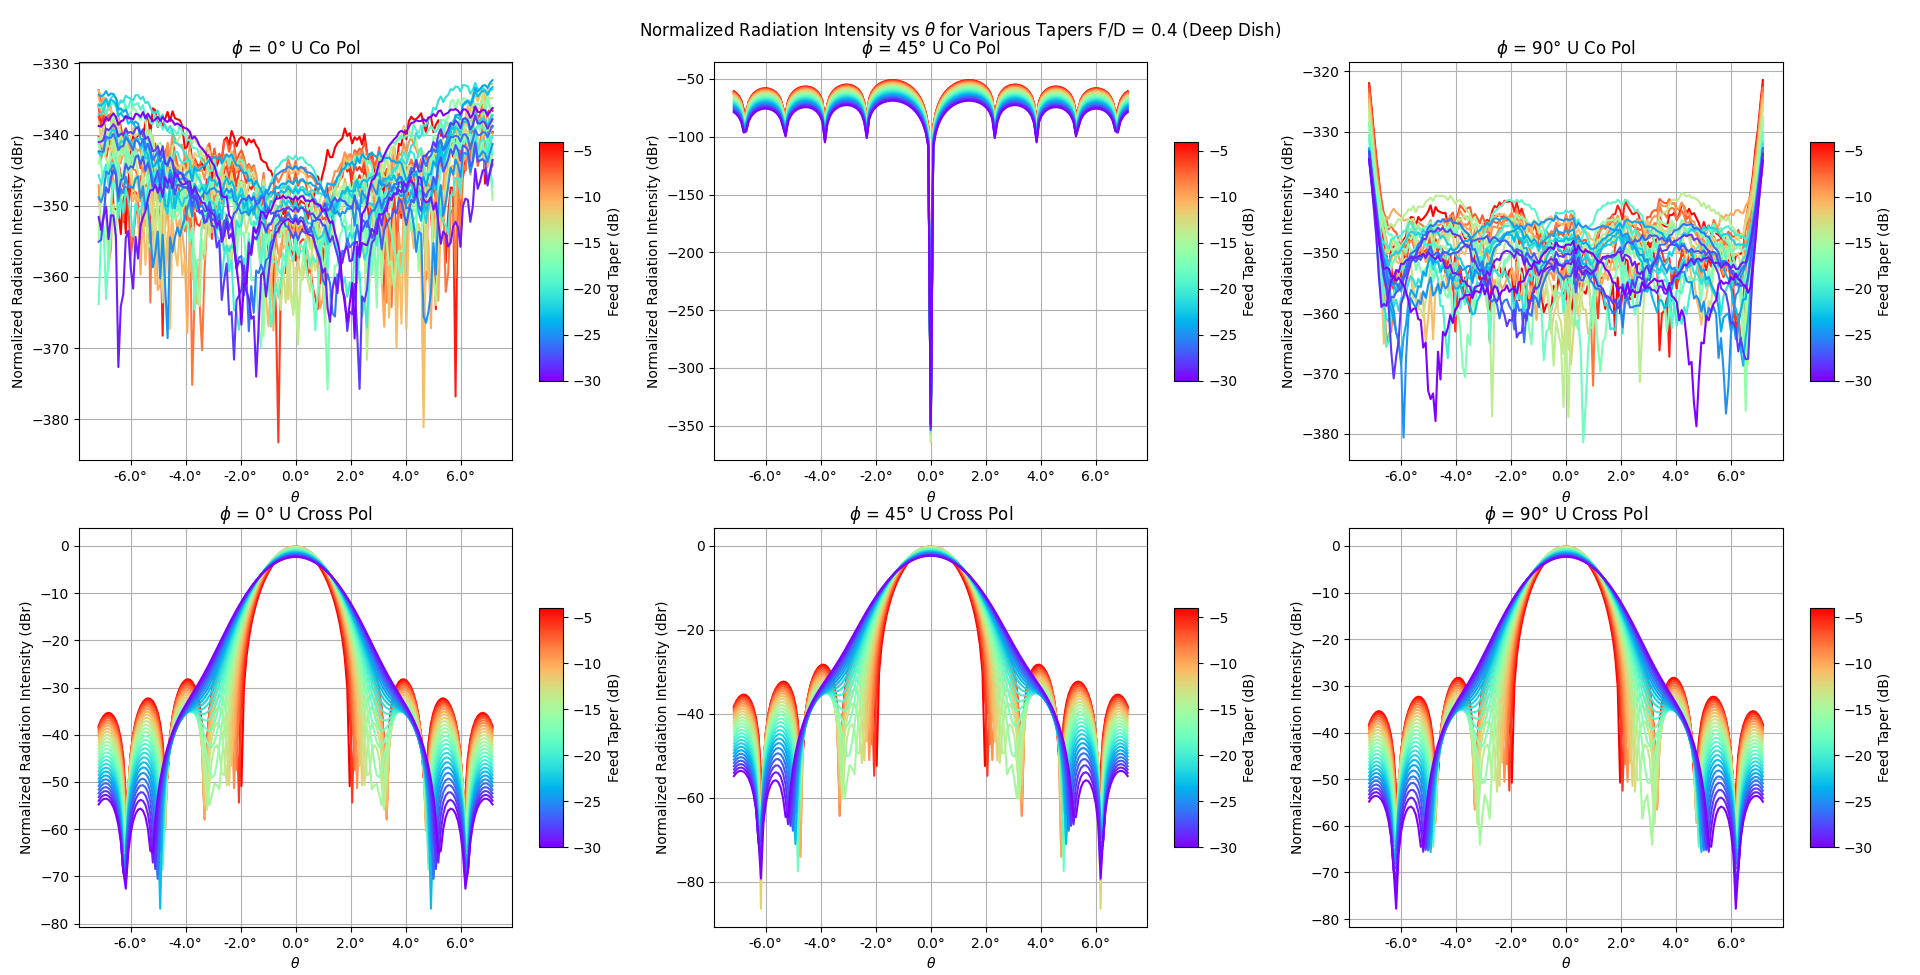 Normalized Radiation Intensity vs θ for Various Tapers F/D = 0.4 (Deep Dish)
ϕ = 0° U Co Pol
−330
−340
−350
−360
−370
−380
Normalized Radiation Intensity (dBr)
-6.0° -4.0° -2.0° 0.0° 2.0° 4.0° 6.0°
θ
−5
−10
−15
−20
−25
−30
Feed Taper (dB)
ϕ = 45° U Co Pol
−50
−100
−150
−200
−250
−300
−350
Normalized Radiation Intensity (dBr)
-6.0° -4.0° -2.0° 0.0° 2.0° 4.0° 6.0°
θ
−5
−10
−15
−20
−25
−30
Feed Taper (dB)
ϕ = 90° U Co Pol
−320
−330
−340
−350
−360
−370
−380
Normalized Radiation Intensity (dBr)
-6.0° -4.0° -2.0° 0.0° 2.0° 4.0° 6.0°
θ
−5
−10
−15
−20
−25
−30
Feed Taper (dB)
ϕ = 0° U Cross Pol
0
−10
−20
−30
−40
−50
−60
−70
−80
Normalized Radiation Intensity (dBr)
-6.0° -4.0° -2.0° 0.0° 2.0° 4.0° 6.0°
θ
−5
−10
−15
−20
−25
−30
Feed Taper (dB)
ϕ = 45° U Cross Pol
0
−20
−40
−60
−80
Normalized Radiation Intensity (dBr)
-6.0° -4.0° -2.0° 0.0° 2.0° 4.0° 6.0°
θ
−5
−10
−15
−20
−25
−30
Feed Taper (dB)
ϕ = 90° U Cross Pol
0
−10
−20
−30
−40
−50
−60
−70
−80
Normalized Radiation Intensity (dBr)
-6.0° -4.0° -2.0° 0.0° 2.0° 4.0° 6.0°
θ
−5
−10
−15
−20
−25
−30
Feed Taper (dB)